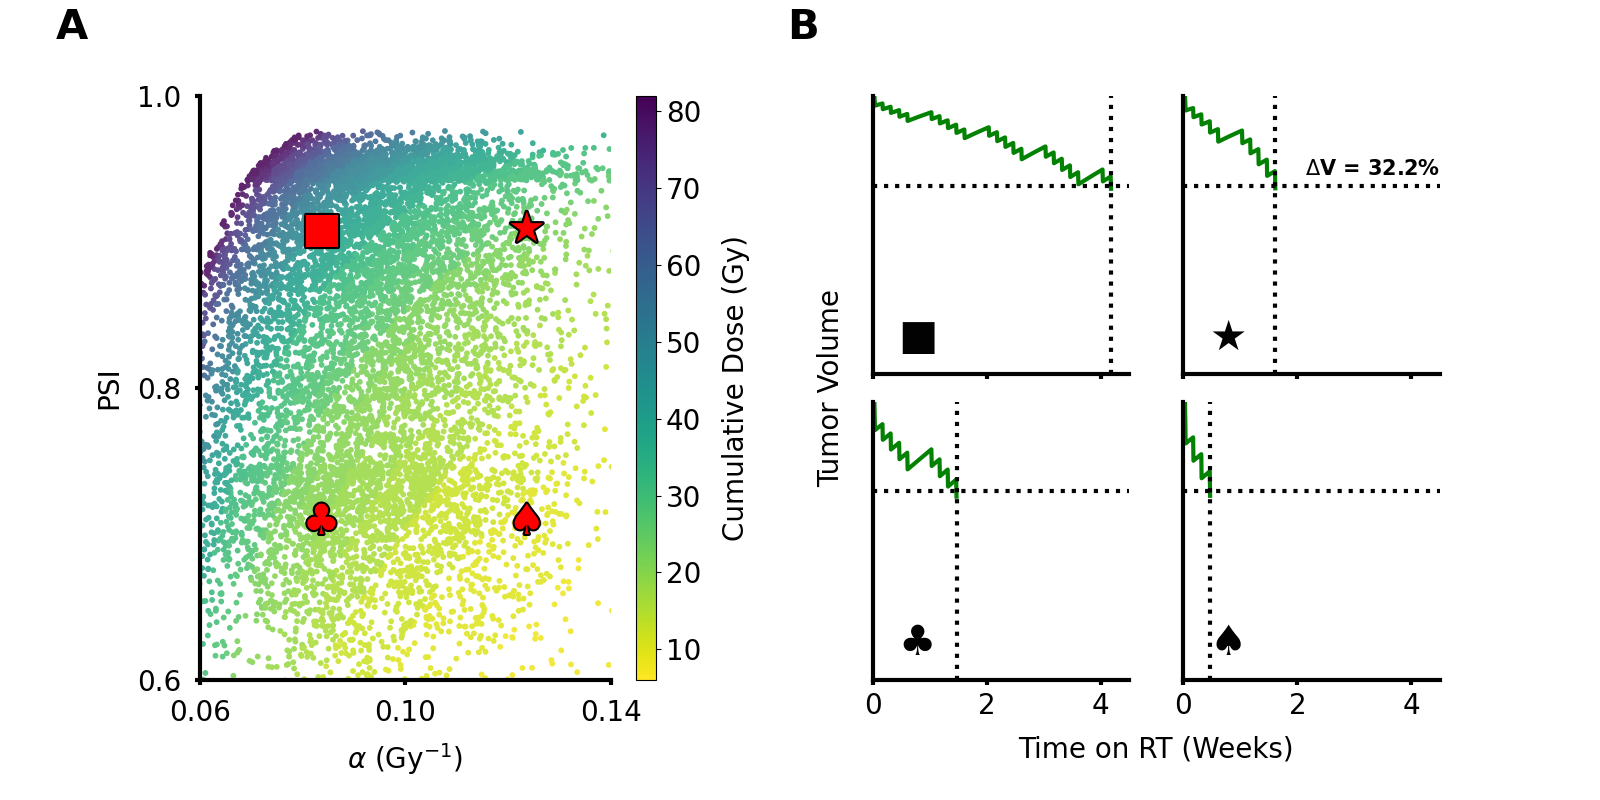 A
B
1.0
0.8
0.6
PSI
0.06
0.10
0.14
α (Gy⁻¹)
80
70
60
50
40
30
20
10
Cumulative Dose (Gy)
Tumor Volume
ΔV = 32.2%
0
2
4
0
2
4
Time on RT (Weeks)